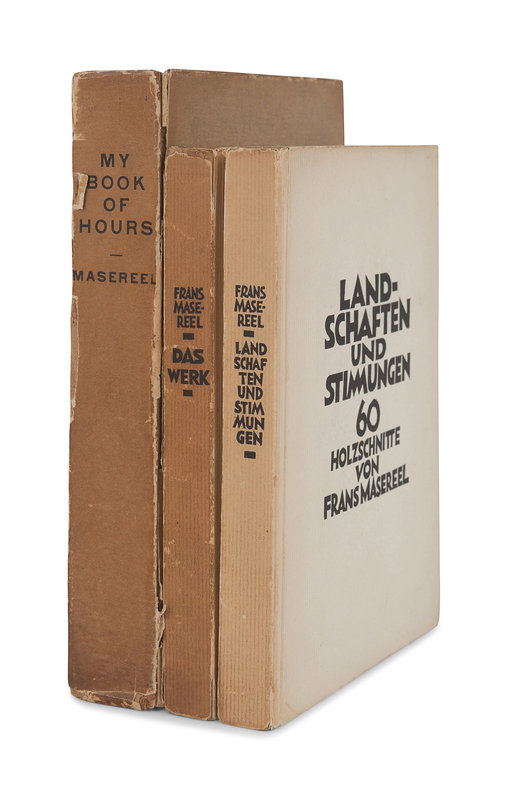 MY
BOOK
OF
HOURS
—
MASEREEL
FRANS
MASE-
REEL
DAS
WERK
FRANS
MASE-
REEL
LAND
SCHAF
TEN
UND
STIM
MUN
GEN
LAND-
SCHAFTEN
UND
STIMMUNGEN
60
HOLZSCHNITTE
VON
FRANS MASEREEL